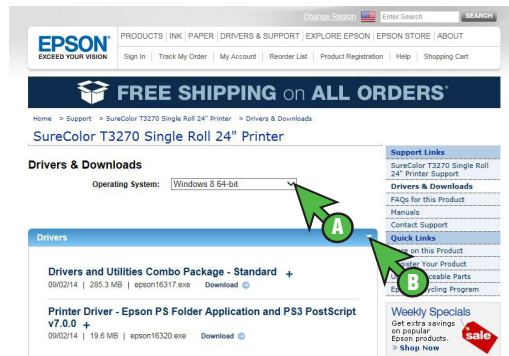 Change Region
Enter Search
SEARCH
EPSON
EXCEED YOUR VISION
PRODUCTS | INK | PAPER | DRIVERS & SUPPORT | EXPLORE EPSON | EPSON STORE | ABOUT
Sign In | Track My Order | My Account | Reorder List | Product Registration | Help | Shopping Cart
FREE SHIPPING on ALL ORDERS*
Home > Support > SureColor T3270 Single Roll 24" Printer > Drivers & Downloads
SureColor T3270 Single Roll 24" Printer
Drivers & Downloads
Operating System: Windows 8 64-bit
A
Drivers
B
Drivers and Utilities Combo Package - Standard +
09/02/14 | 285.3 MB | epson16317.exe Download
Printer Driver - Epson PS Folder Application and PS3 PostScript
v7.0.0 +
09/02/14 | 19.6 MB | epson16320.exe Download
Support Links
SureColor T3270 Single Roll
24" Printer Support
Drivers & Downloads
FAQs for this Product
Manuals
Contact Support
Quick Links
on this Product
Register Your Product
Parts
Program
Weekly Specials
Get extra savings
on popular
Epson products.
» Shop Now
sale